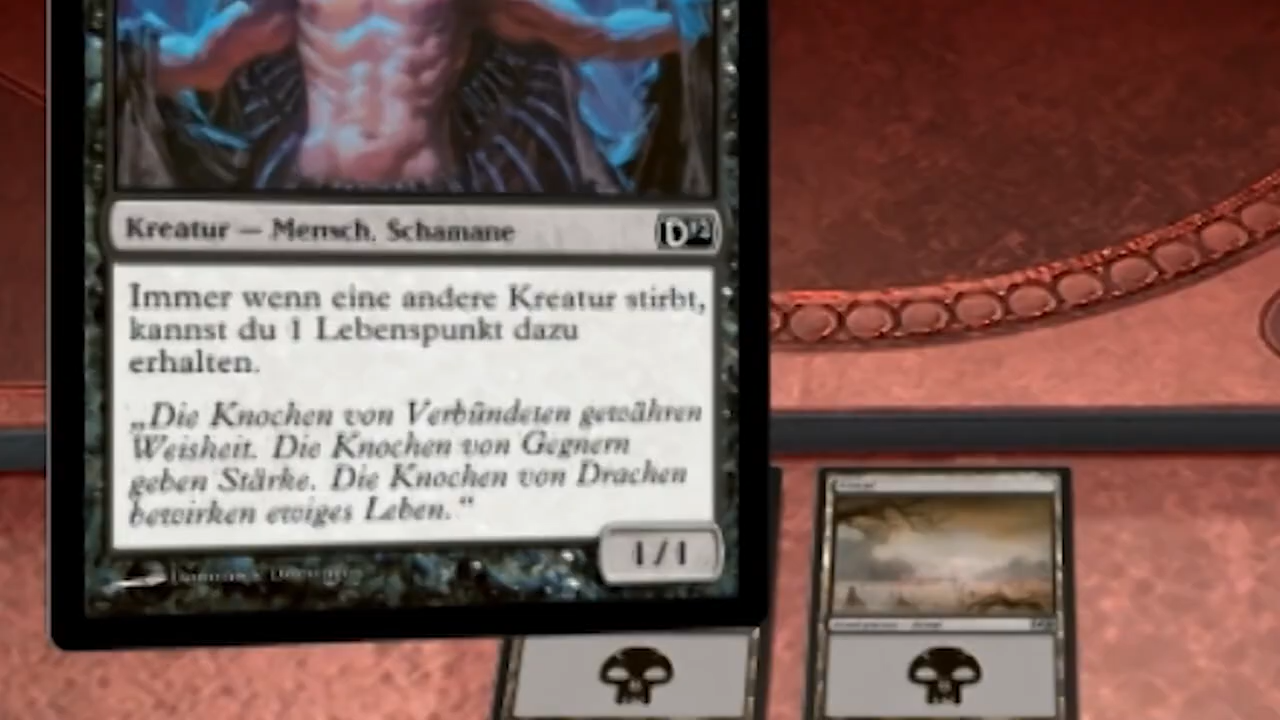 Kreatur — Mensch, Schamane
Immer wenn eine andere Kreatur stirbt,
kannst du 1 Lebenspunkt dazu
erhalten.
„Die Knochen von Verbündeten gewähren
Weisheit. Die Knochen von Gegnern
geben Stärke. Die Knochen von Drachen
bewirken ewiges Leben.“
1/1